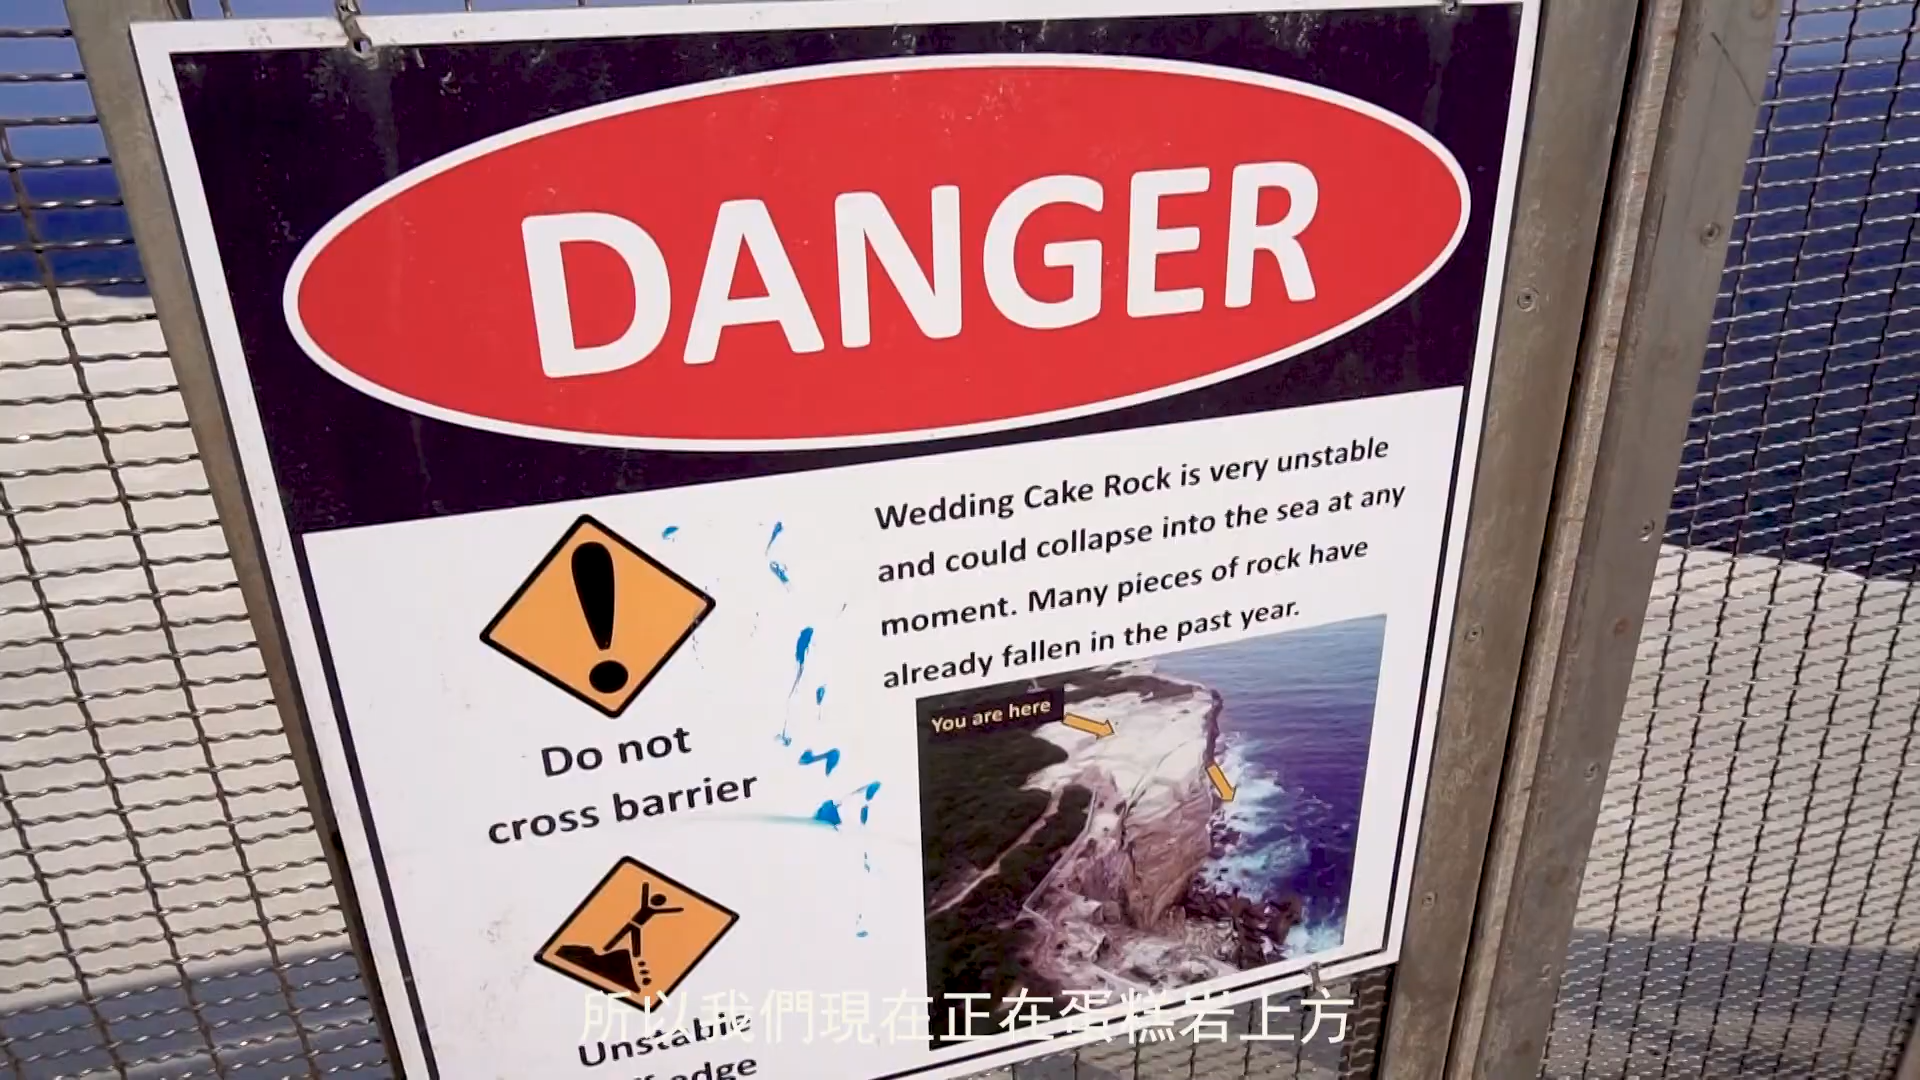 DANGER
Wedding Cake Rock is very unstable
and could collapse into the sea at any
moment. Many pieces of rock have
already fallen in the past year.
You are here
Do not
cross barrier
Unstable
edge
所以我們現在正在蛋糕岩上方